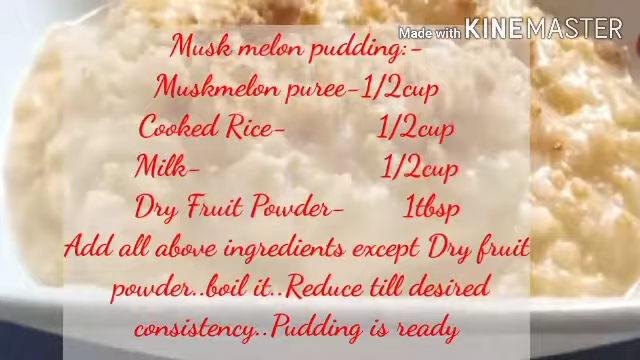 Made with KINEMASTER
Musk melon pudding:-
Muskmelon puree-1/2cup
Cooked Rice- 1/2cup
Milk- 1/2cup
Dry Fruit Powder- 1tbsp
Add all above ingredients except Dry fruit
powder..boil it..Reduce till desired
consistency..Pudding is ready